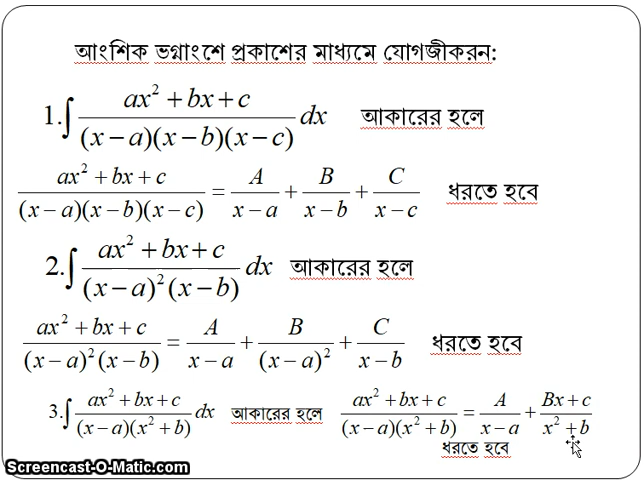 আংশিক ভগ্নাংশে প্রকাশের মাধ্যমে যোগজীকরন:
1.∫ (ax² + bx + c)/((x − a)(x − b)(x − c)) dx আকারের হলে
(ax² + bx + c)/((x − a)(x − b)(x − c)) = A/(x − a) + B/(x − b) + C/(x − c) ধরতে হবে
2.∫ (ax² + bx + c)/((x − a)²(x − b)) dx আকারের হলে
(ax² + bx + c)/((x − a)²(x − b)) = A/(x − a) + B/(x − a)² + C/(x − b) ধরতে হবে
3.∫ (ax² + bx + c)/((x − a)(x² + b)) dx আকারের হলে (ax² + bx + c)/((x − a)(x² + b)) = A/(x − a) + (Bx + c)/(x² + b)
ধরতে হবে
Screencast-O-Matic.com